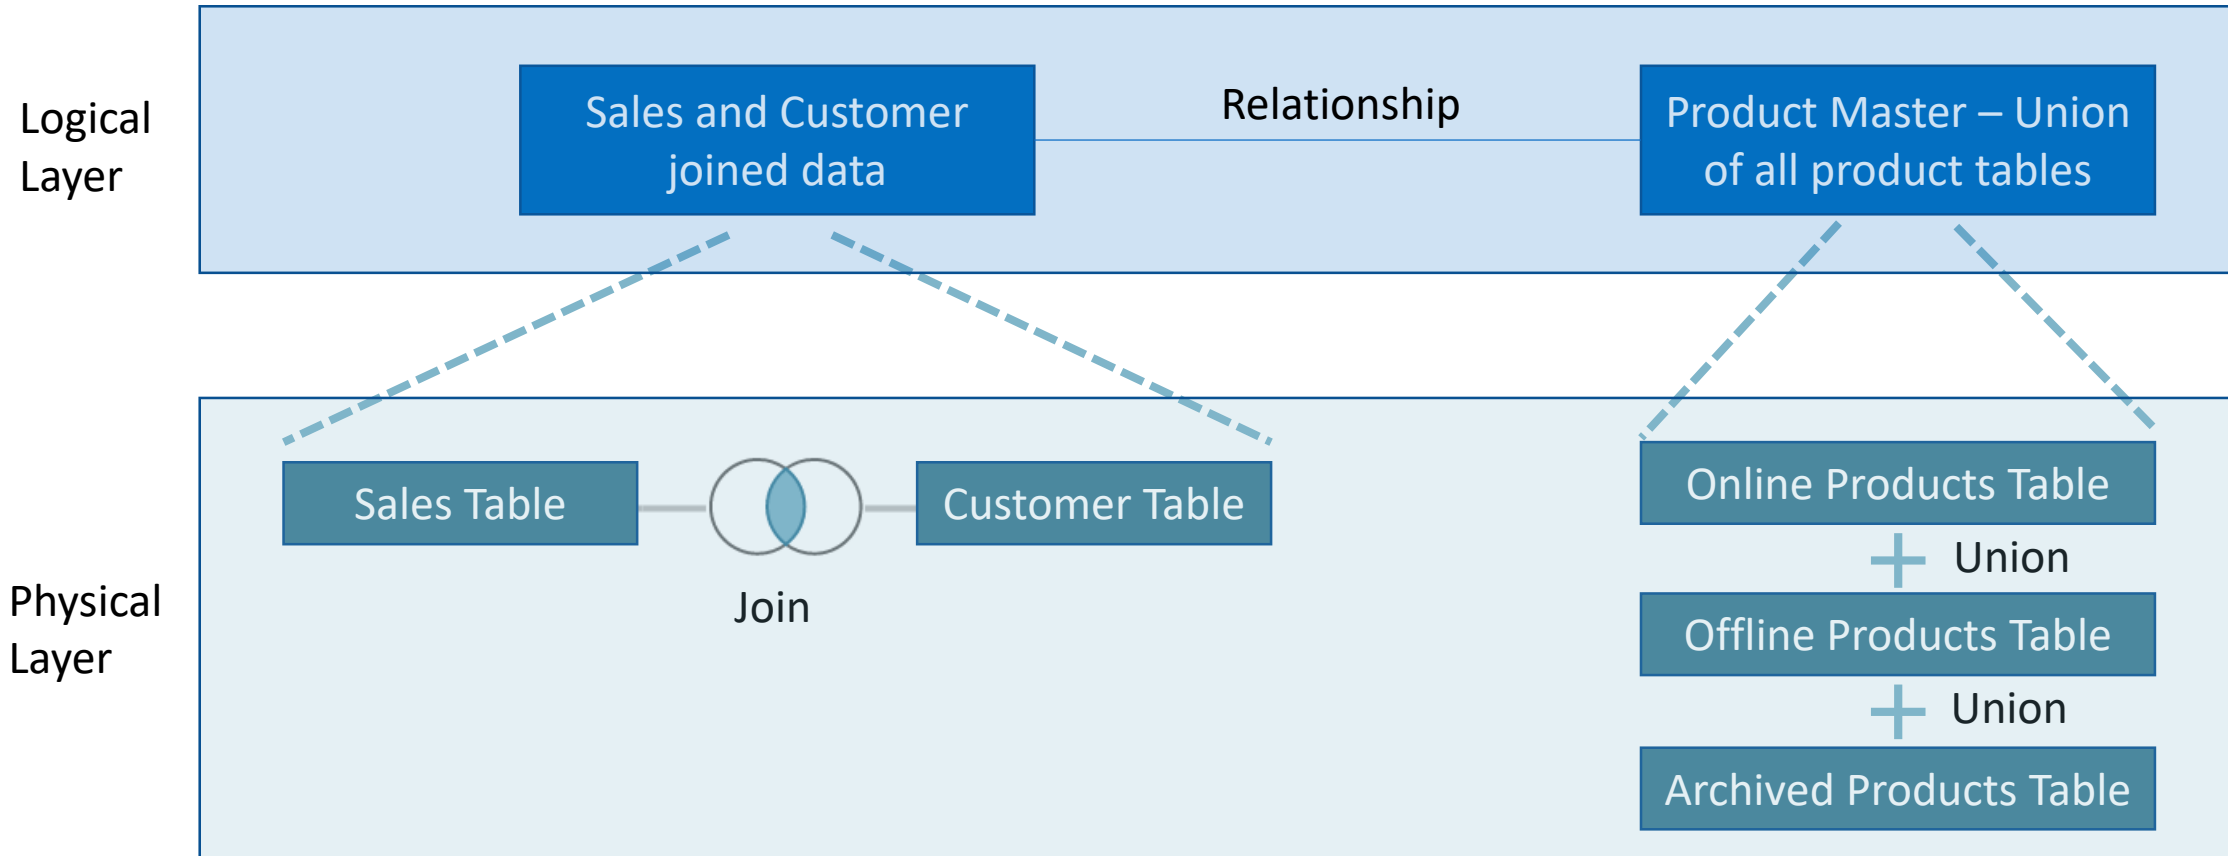 Logical
Layer
Sales and Customer
joined data
Relationship
Product Master – Union
of all product tables
Physical
Layer
Sales Table
Join
Customer Table
Online Products Table
Union
Offline Products Table
Union
Archived Products Table